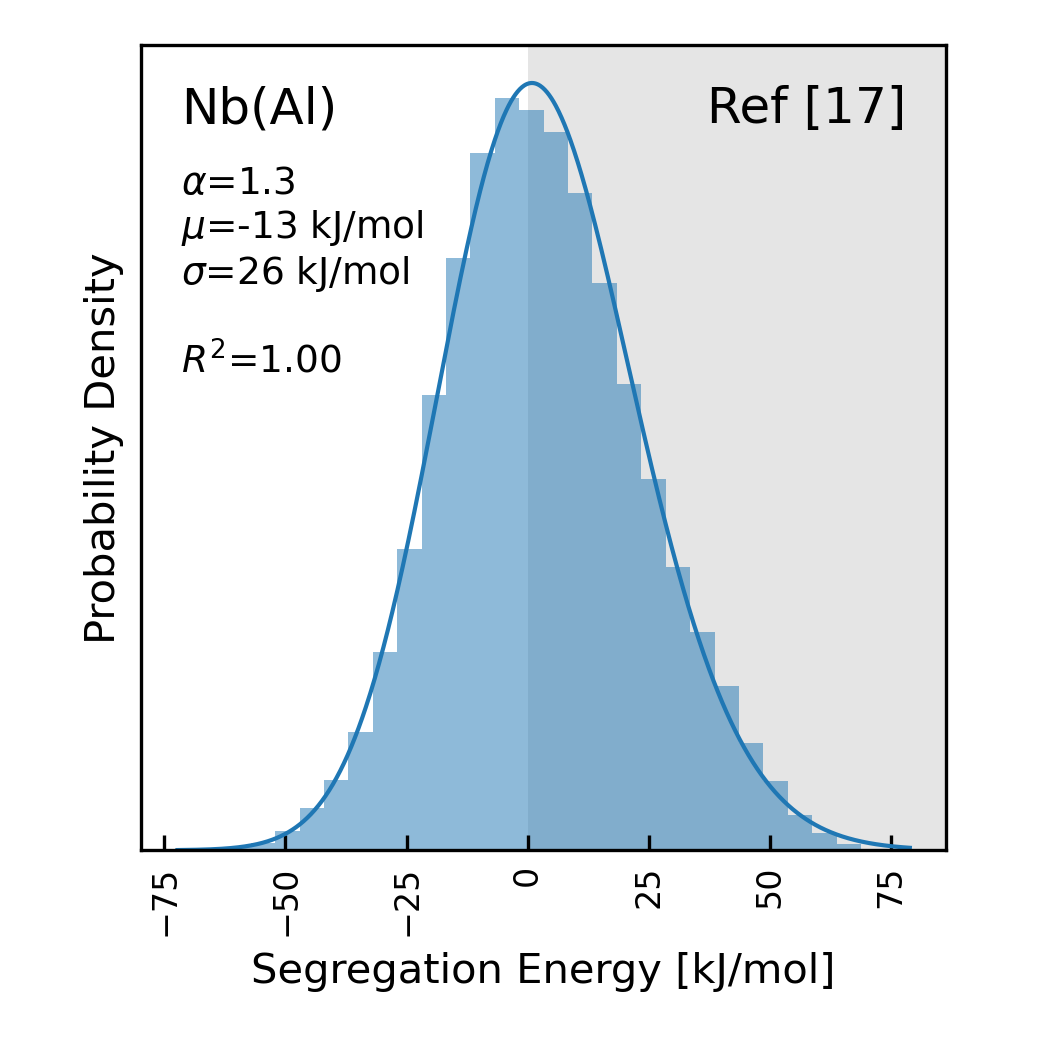 Nb(Al)
Ref [17]
α=1.3
μ=-13 kJ/mol
σ=26 kJ/mol
R²=1.00
Probability Density
−75
−50
−25
0
25
50
75
Segregation Energy [kJ/mol]